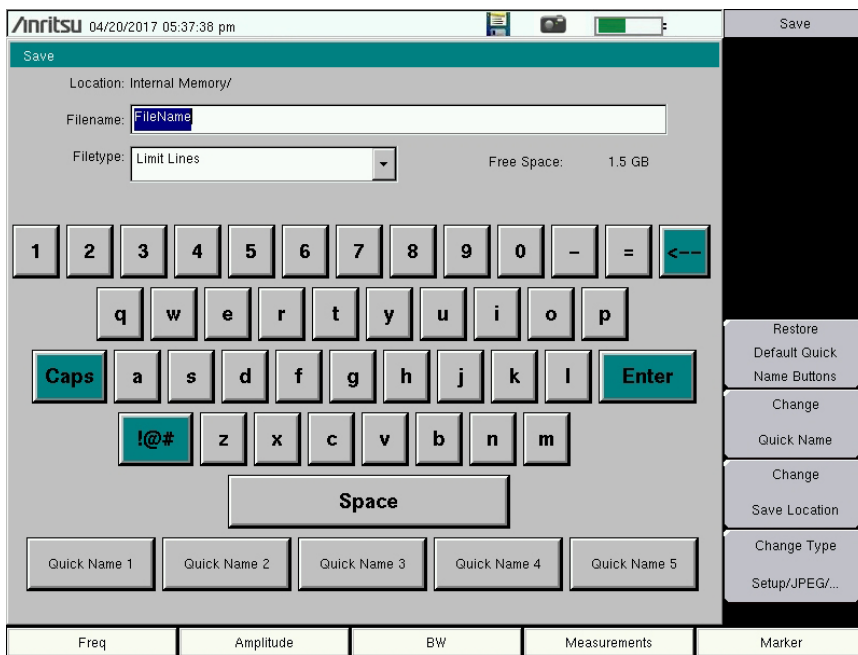 /inritsu 04/20/2017 05:37:38 pm
Save
Save
Location: Internal Memory/
Filename: FileName
Filetype: Limit Lines
Free Space: 1.5 GB
1 2 3 4 5 6 7 8 9 0 - = <--
q w e r t y u i o p
Caps a s d f g h j k l Enter
!@# z x c v b n m
Space
Quick Name 1 Quick Name 2 Quick Name 3 Quick Name 4 Quick Name 5
Restore
Default Quick
Name Buttons
Change
Quick Name
Change
Save Location
Change Type
Setup/JPEG/...
Freq Amplitude BW Measurements Marker